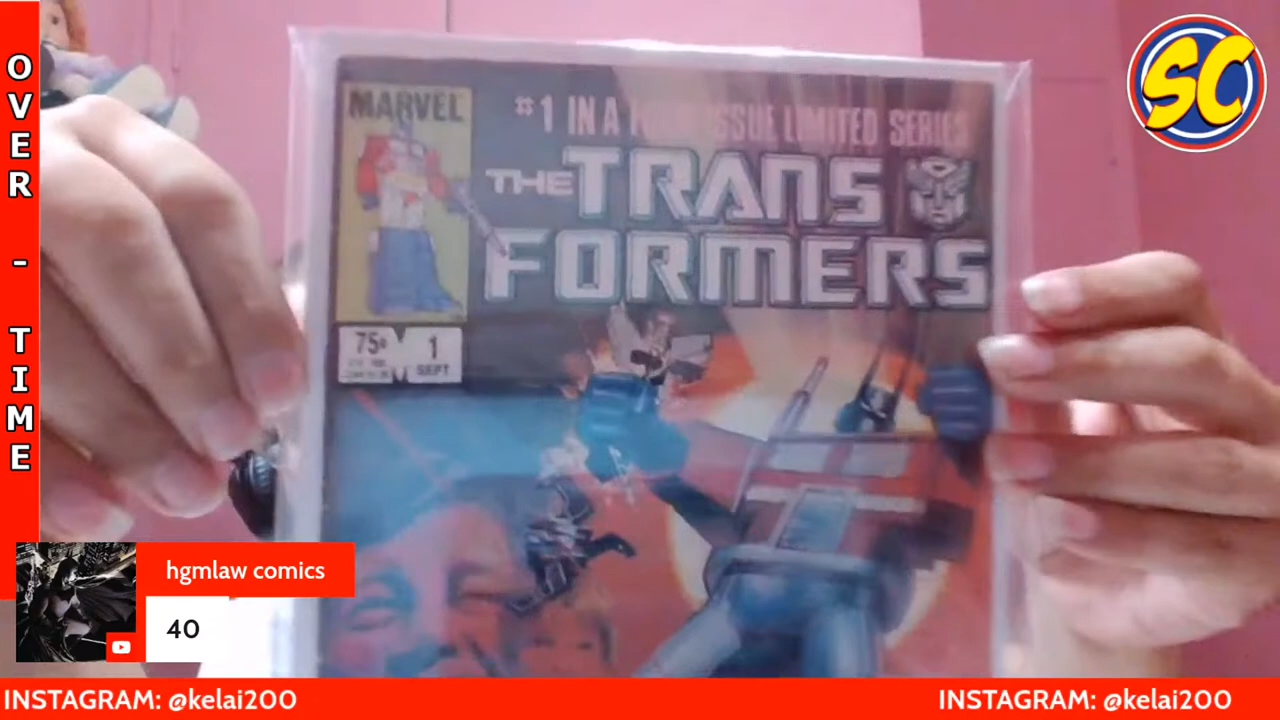 OVER - TIME
SC
MARVEL
#1 IN A FOUR ISSUE LIMITED SERIES
THE TRANS
FORMERS
75¢
1
SEPT
hgmlaw comics
40
INSTAGRAM: @kelai200
INSTAGRAM: @kelai200